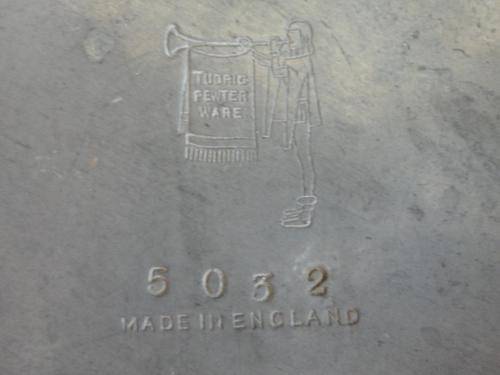 TUDRIC
PEWTER
WARE
5032
MADE IN ENGLAND